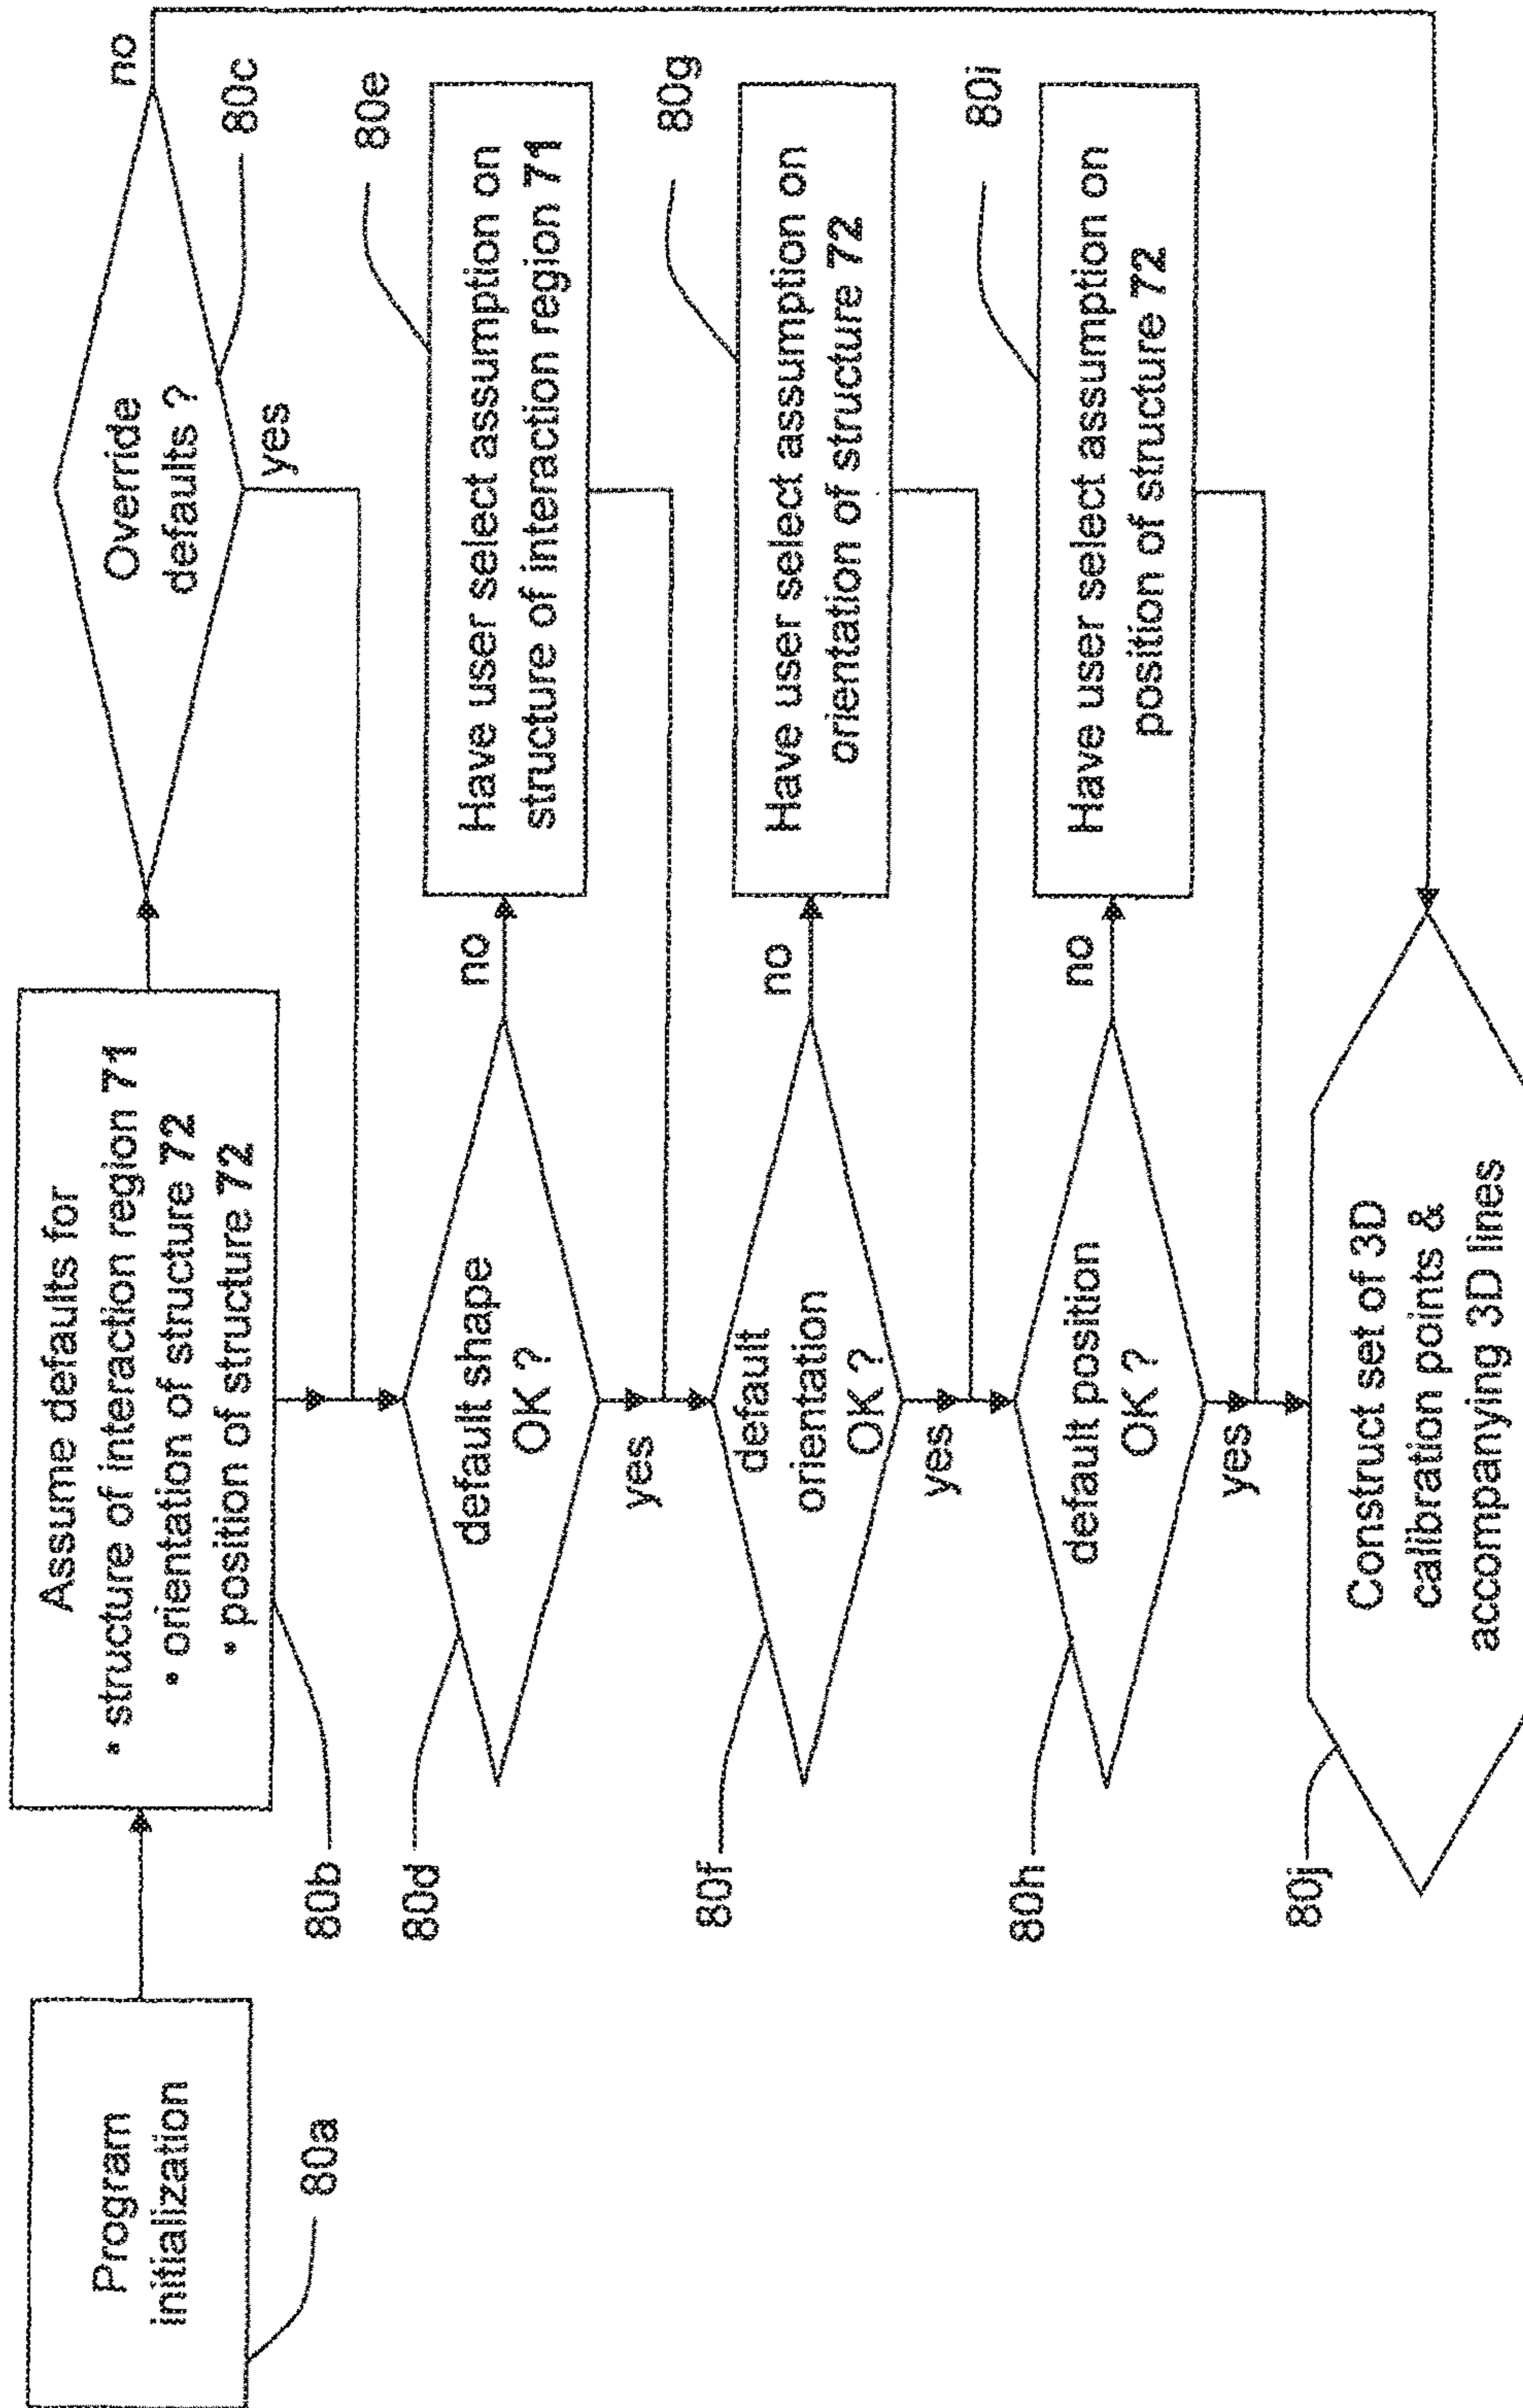 Program
initialization
80a
Assume defaults for
• structure of interaction region 71
• orientation of structure 72
• position of structure 72
80b
Override
defaults ?
no
yes
80c
80d
default shape
OK ?
no
yes
Have user select assumption on
structure of interaction region 71
80e
80f
default
orientation
OK ?
no
yes
Have user select assumption on
orientation of structure 72
80g
80h
default position
OK ?
no
yes
Have user select assumption on
position of structure 72
80i
80j
Construct set of 3D
calibration points &
accompanying 3D lines